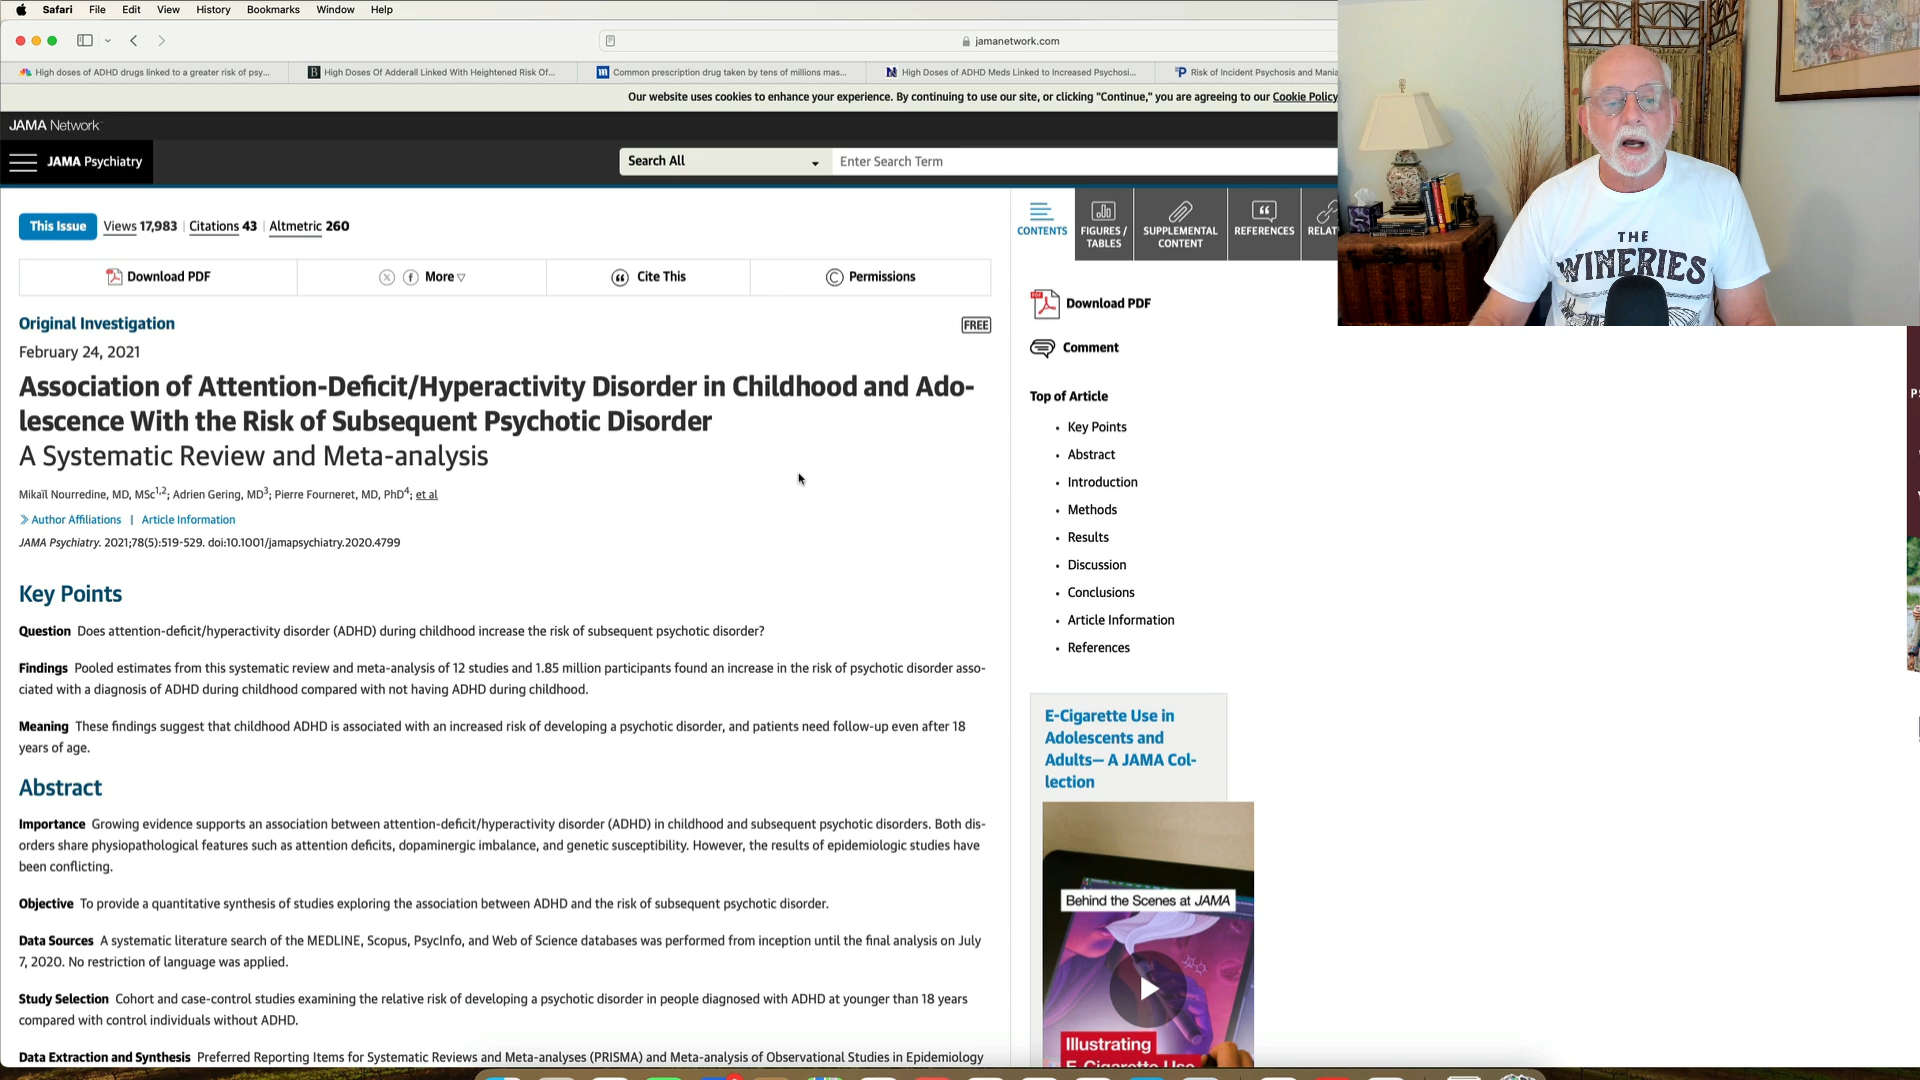 Safari File Edit View History Bookmarks Window Help
jamanetwork.com
High doses of ADHD drugs linked to a greater risk of psy...
High Doses Of Adderall Linked With Heightened Risk Of...
Common prescription drug taken by tens of millions mas...
High Doses of ADHD Meds Linked to Increased Psychosi...
Risk of Incident Psychosis and Mania
Our website uses cookies to enhance your experience. By continuing to use our site, or clicking "Continue," you are agreeing to our Cookie Policy
JAMA Network
JAMA Psychiatry
Search All
Enter Search Term
This Issue Views 17,983 | Citations 43 | Altmetric 260
Download PDF
More
Cite This
Permissions
CONTENTS
FIGURES / TABLES
SUPPLEMENTAL CONTENT
REFERENCES
RELAT
THE
WINERIES
Original Investigation
FREE
February 24, 2021
Association of Attention-Deficit/Hyperactivity Disorder in Childhood and Ado-
lescence With the Risk of Subsequent Psychotic Disorder
A Systematic Review and Meta-analysis
Mikaïl Nourredine, MD, MSc1,2; Adrien Gering, MD3; Pierre Fourneret, MD, PhD4; et al
Author Affiliations | Article Information
JAMA Psychiatry. 2021;78(5):519-529. doi:10.1001/jamapsychiatry.2020.4799
Key Points
Question Does attention-deficit/hyperactivity disorder (ADHD) during childhood increase the risk of subsequent psychotic disorder?
Findings Pooled estimates from this systematic review and meta-analysis of 12 studies and 1.85 million participants found an increase in the risk of psychotic disorder asso-
ciated with a diagnosis of ADHD during childhood compared with not having ADHD during childhood.
Meaning These findings suggest that childhood ADHD is associated with an increased risk of developing a psychotic disorder, and patients need follow-up even after 18
years of age.
Abstract
Importance Growing evidence supports an association between attention-deficit/hyperactivity disorder (ADHD) in childhood and subsequent psychotic disorders. Both dis-
orders share physiopathological features such as attention deficits, dopaminergic imbalance, and genetic susceptibility. However, the results of epidemiologic studies have
been conflicting.
Objective To provide a quantitative synthesis of studies exploring the association between ADHD and the risk of subsequent psychotic disorder.
Data Sources A systematic literature search of the MEDLINE, Scopus, PsycInfo, and Web of Science databases was performed from inception until the final analysis on July
7, 2020. No restriction of language was applied.
Study Selection Cohort and case-control studies examining the relative risk of developing a psychotic disorder in people diagnosed with ADHD at younger than 18 years
compared with control individuals without ADHD.
Data Extraction and Synthesis Preferred Reporting Items for Systematic Reviews and Meta-analyses (PRISMA) and Meta-analysis of Observational Studies in Epidemiology
Download PDF
Comment
Top of Article
Key Points
Abstract
Introduction
Methods
Results
Discussion
Conclusions
Article Information
References
E-Cigarette Use in
Adolescents and
Adults— A JAMA Col-
lection
Behind the Scenes at JAMA
Illustrating
E-Cigarette Use